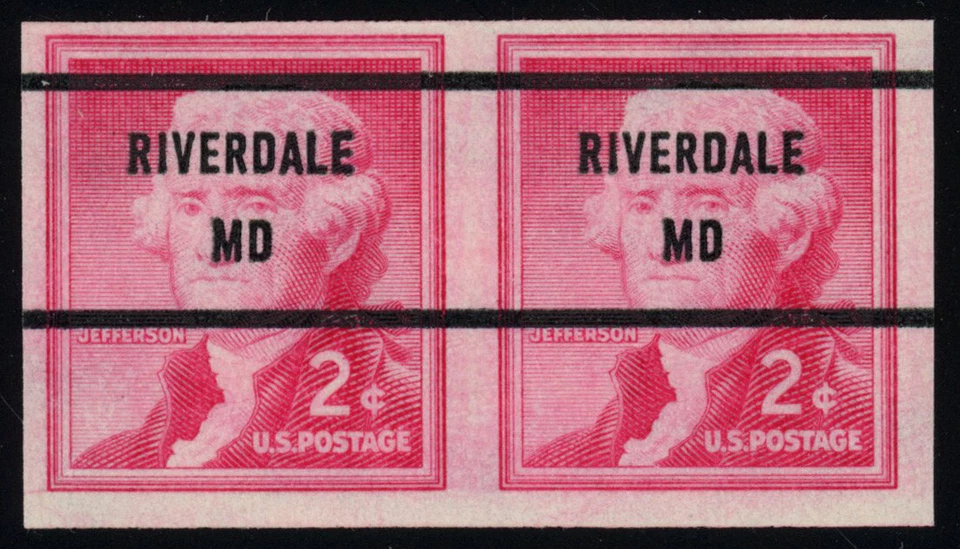 RIVERDALE
MD
JEFFERSON
2¢
U.S. POSTAGE
RIVERDALE
MD
JEFFERSON
2¢
U.S. POSTAGE